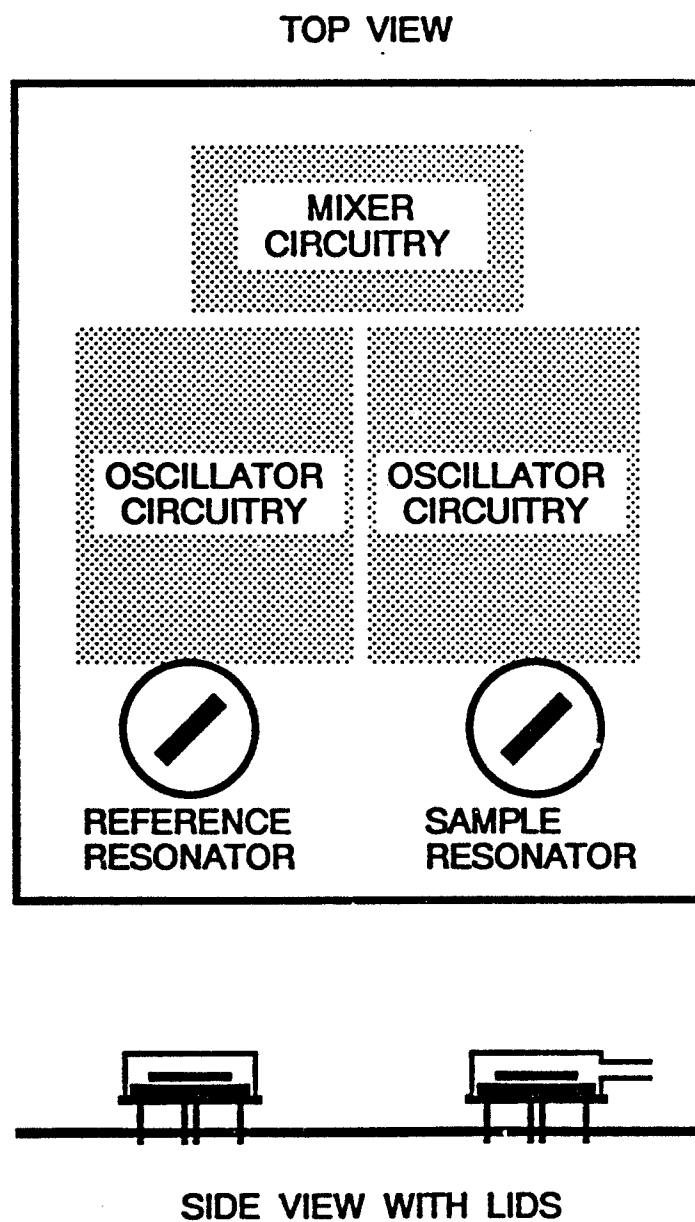 TOP VIEW
MIXER
CIRCUITRY
OSCILLATOR
CIRCUITRY
OSCILLATOR
CIRCUITRY
REFERENCE
RESONATOR
SAMPLE
RESONATOR
SIDE VIEW WITH LIDS